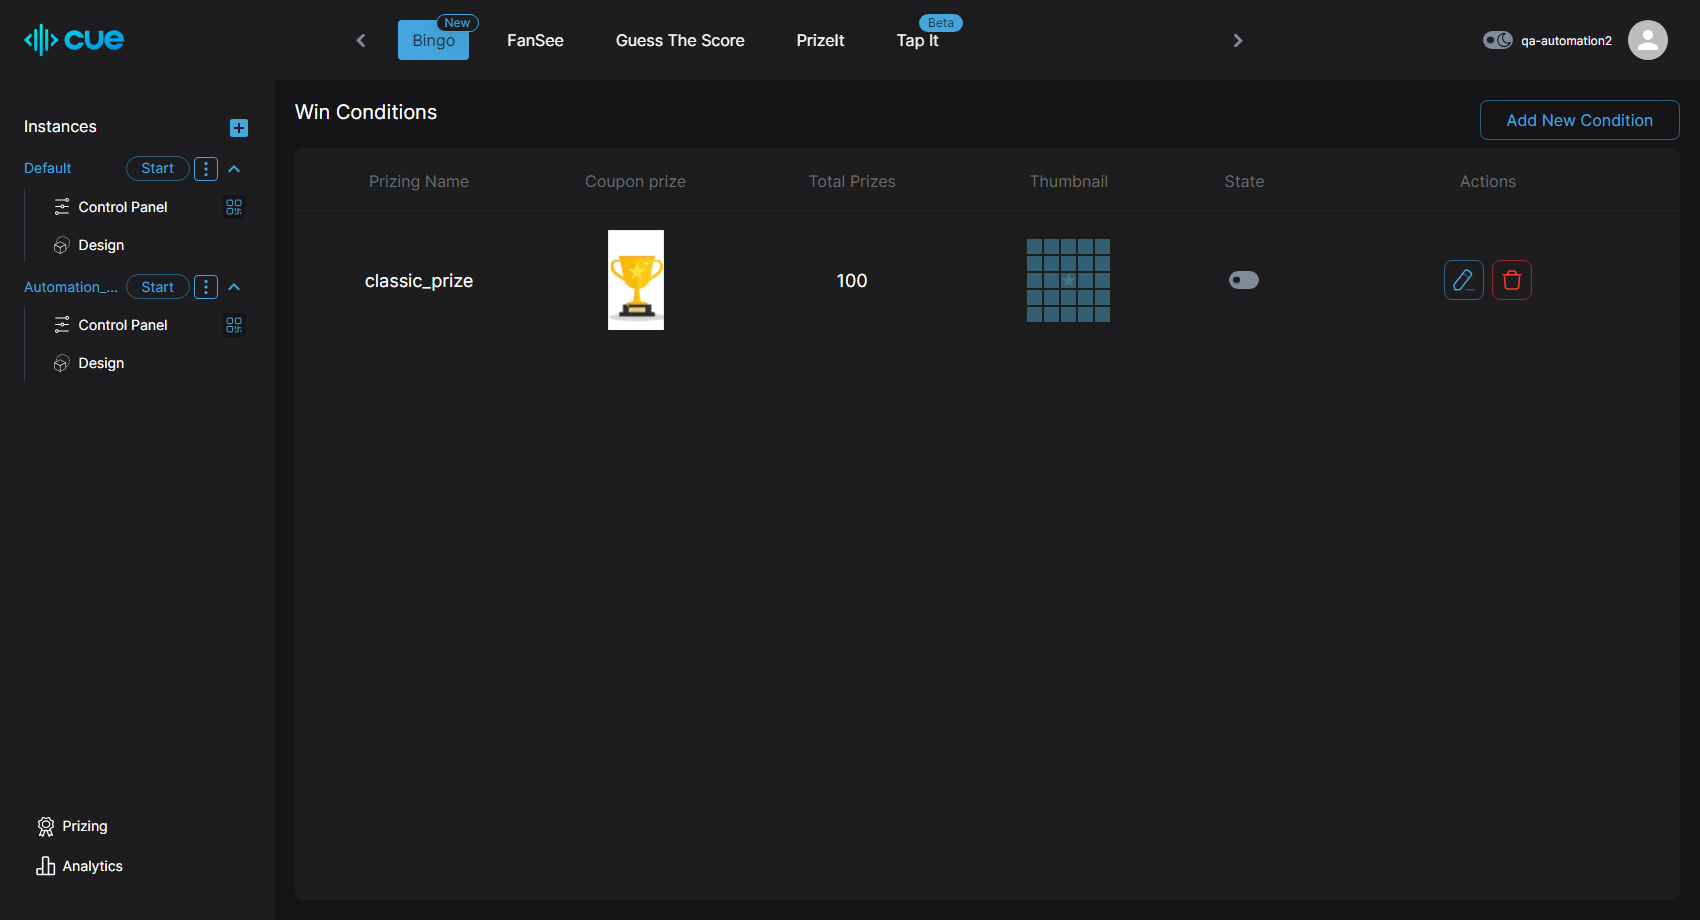 cue
Bingo
New
FanSee
Guess The Score
PrizeIt
Tap It
Beta
qa-automation2
Instances
Default
Start
Control Panel
Design
Automation_...
Start
Control Panel
Design
Prizing
Analytics
Win Conditions
Add New Condition
Prizing Name
Coupon prize
Total Prizes
Thumbnail
State
Actions
classic_prize
100